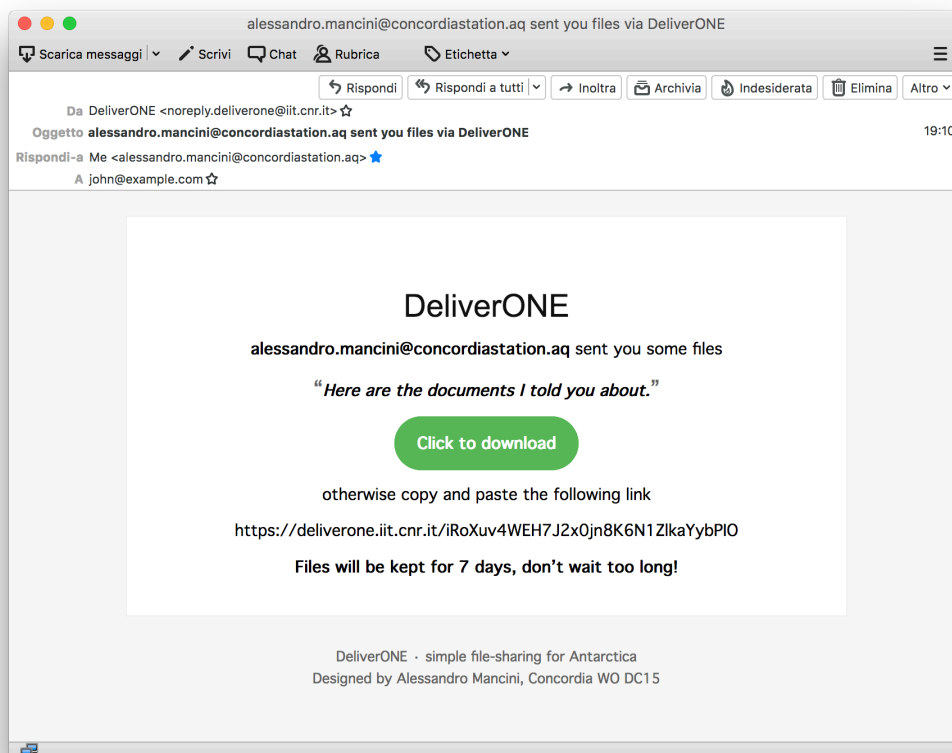 alessandro.mancini@concordiastation.aq sent you files via DeliverONE
Scarica messaggi Scrivi Chat Rubrica Etichetta
Rispondi Rispondi a tutti Inoltra Archivia Indesiderata Elimina Altro
Da DeliverONE <noreply.deliverone@iit.cnr.it>
Oggetto alessandro.mancini@concordiastation.aq sent you files via DeliverONE 19:10
Rispondi-a Me <alessandro.mancini@concordiastation.aq>
A john@example.com
DeliverONE
alessandro.mancini@concordiastation.aq sent you some files
“Here are the documents I told you about.”
Click to download
otherwise copy and paste the following link
https://deliverone.iit.cnr.it/iRoXuv4WEH7J2x0jn8K6N1ZlkaYybPlO
Files will be kept for 7 days, don’t wait too long!
DeliverONE · simple file-sharing for Antarctica
Designed by Alessandro Mancini, Concordia WO DC15